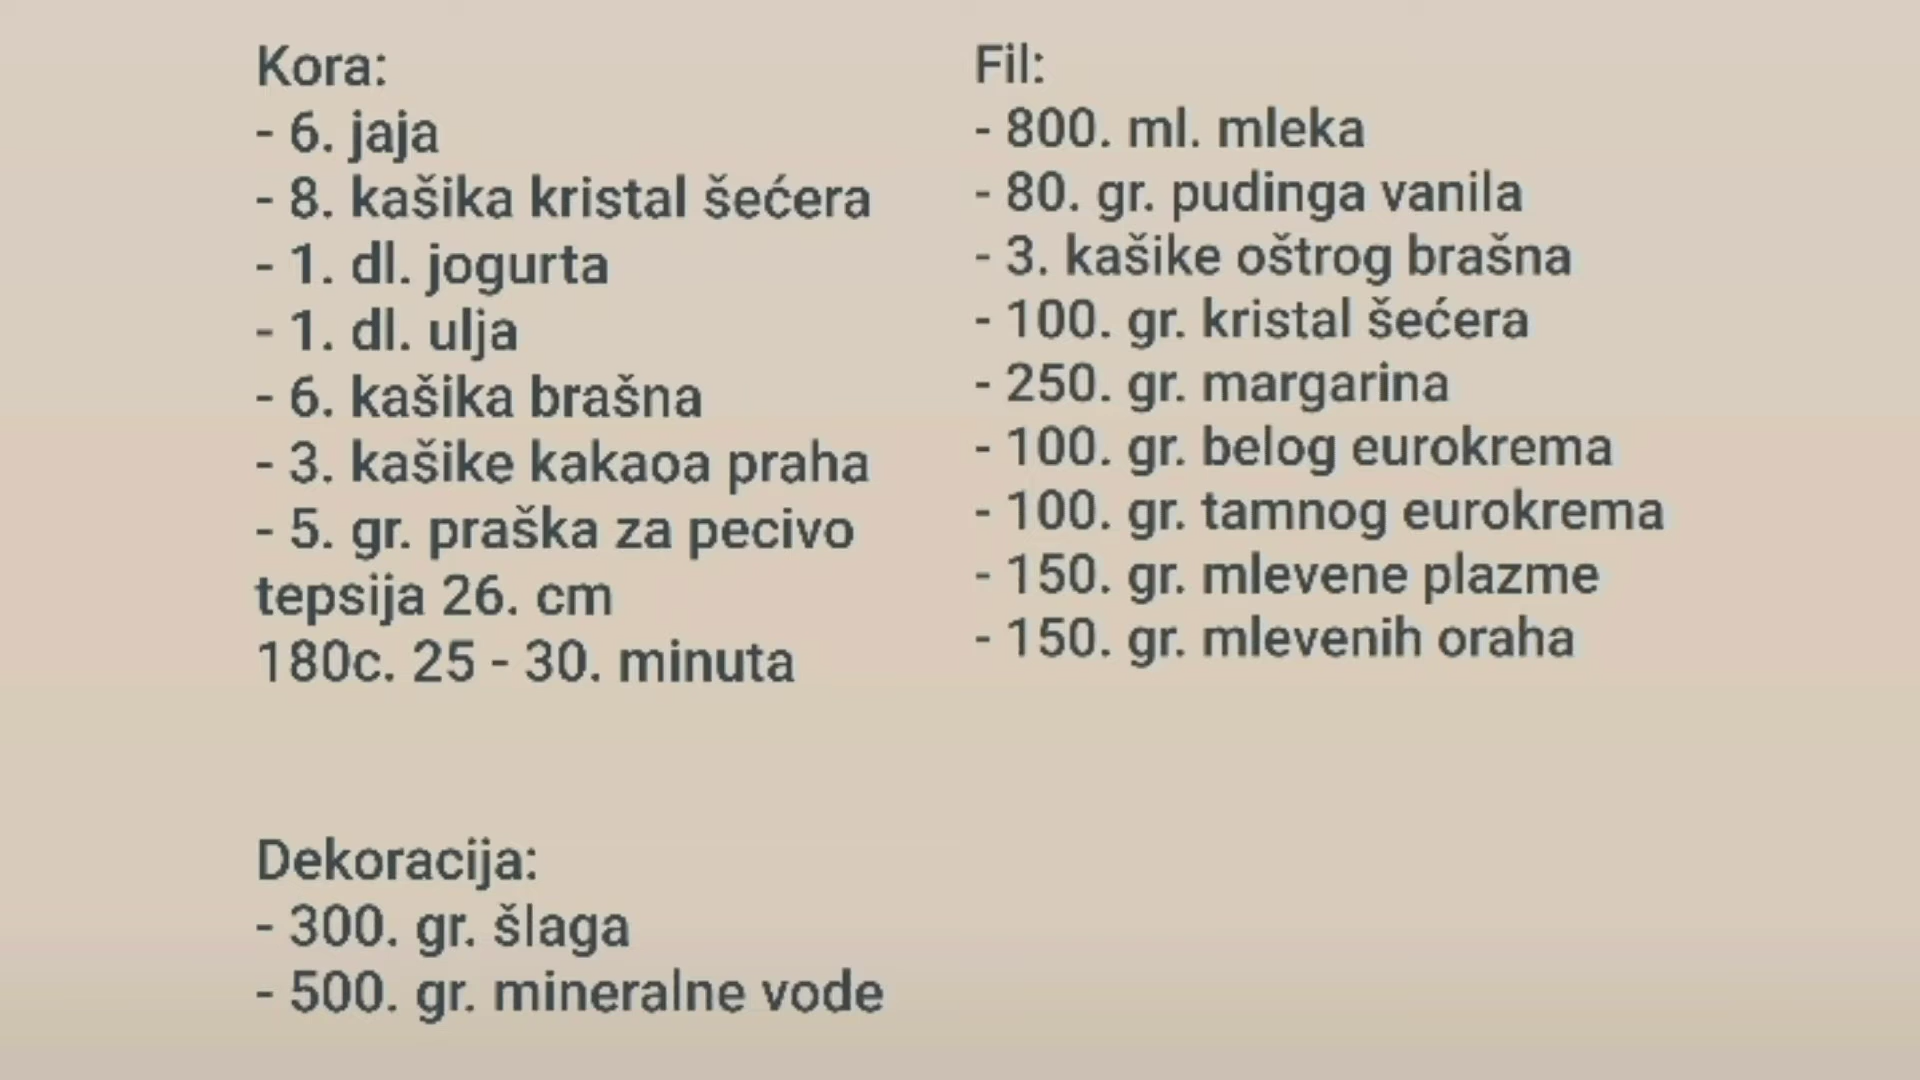 Kora:
- 6. jaja
- 8. kašika kristal šećera
- 1. dl. jogurta
- 1. dl. ulja
- 6. kašika brašna
- 3. kašike kakaoa praha
- 5. gr. praška za pecivo
tepsija 26. cm
180c. 25 - 30. minuta
Fil:
- 800. ml. mleka
- 80. gr. pudinga vanila
- 3. kašike oštrog brašna
- 100. gr. kristal šećera
- 250. gr. margarina
- 100. gr. belog eurokrema
- 100. gr. tamnog eurokrema
- 150. gr. mlevene plazme
- 150. gr. mlevenih oraha
Dekoracija:
- 300. gr. šlaga
- 500. gr. mineralne vode